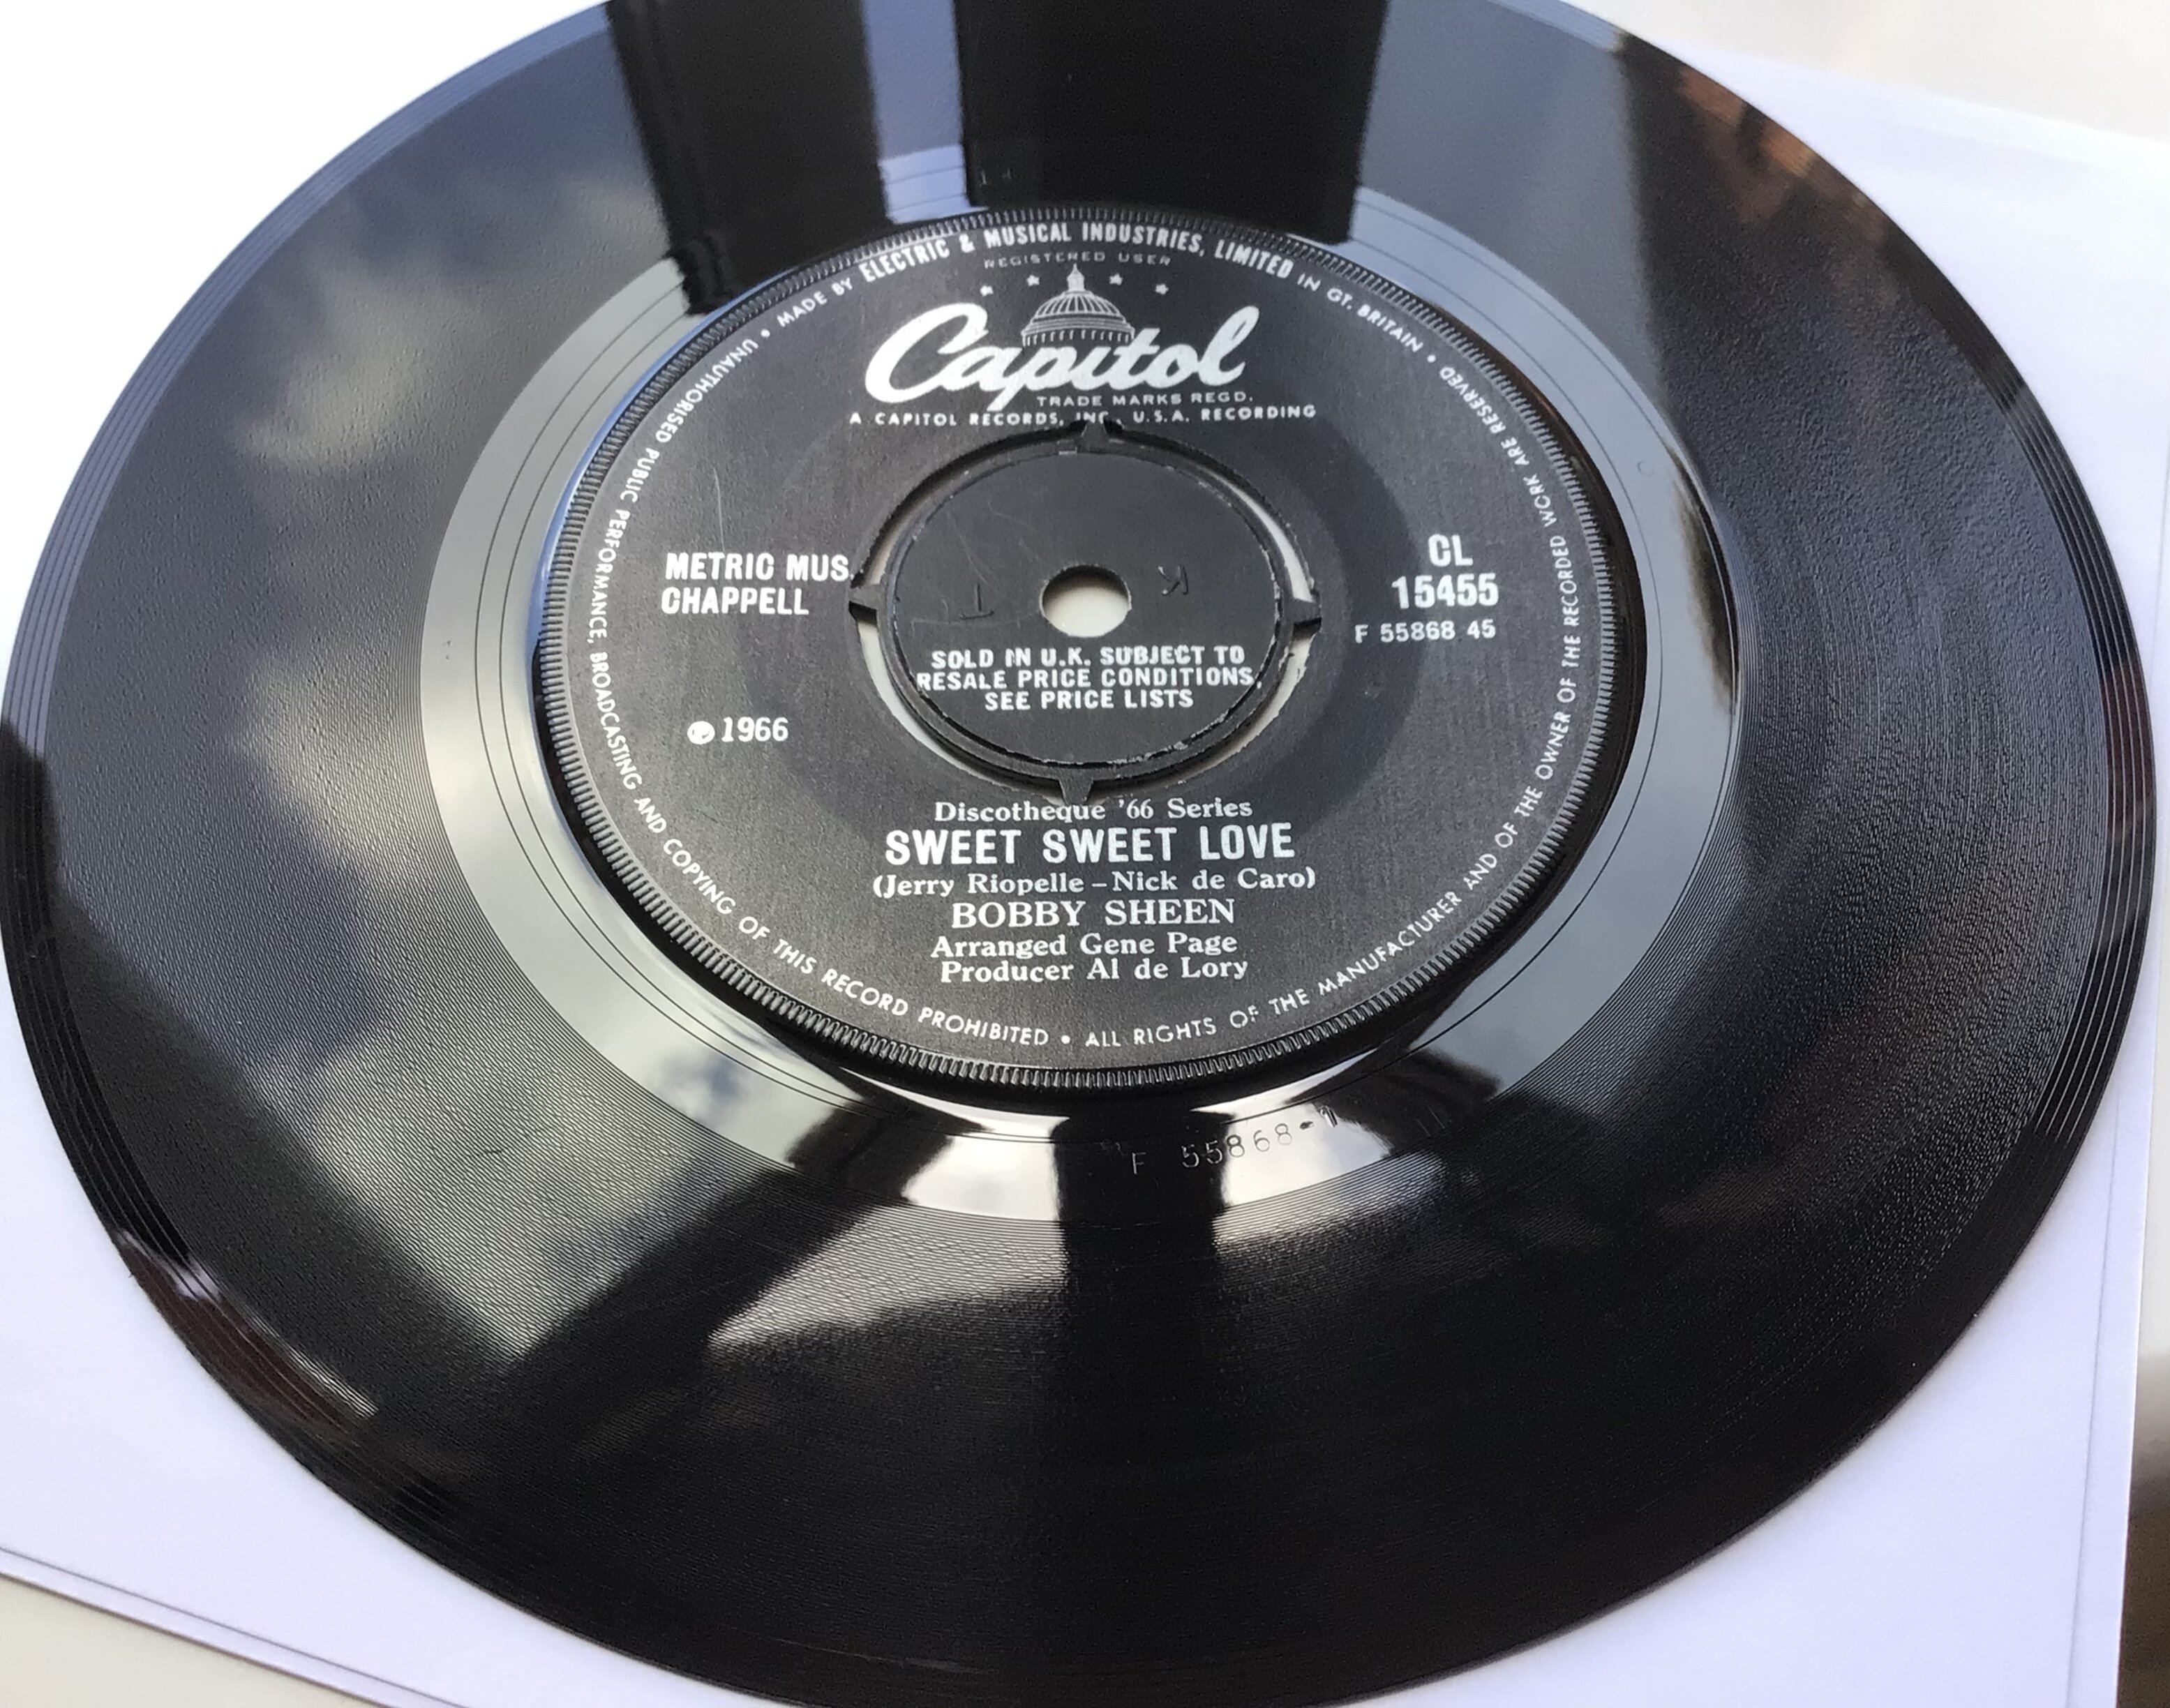 MADE BY ELECTRIC & MUSICAL INDUSTRIES, LIMITED IN GT. BRITAIN • ALL RIGHTS OF THE MANUFACTURER AND OF THE OWNER OF THE RECORDED WORK ARE RESERVED • UNAUTHORISED PUBLIC PERFORMANCE, BROADCASTING AND COPYING OF THIS RECORD PROHIBITED •
REGISTERED USER
Capitol
TRADE MARKS REGD.
A CAPITOL RECORDS, INC., U.S.A. RECORDING
METRIC MUS.
CHAPPELL
CL
15455
F 55868 45
K
T
SOLD IN U.K. SUBJECT TO
RESALE PRICE CONDITIONS,
SEE PRICE LISTS
℗ 1966
Discotheque '66 Series
SWEET SWEET LOVE
(Jerry Riopelle – Nick de Caro)
BOBBY SHEEN
Arranged Gene Page
Producer Al de Lory
F 55868-1